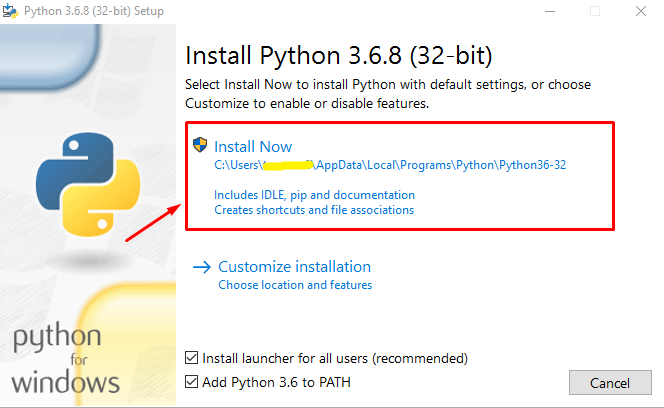 Python 3.6.8 (32-bit) Setup
Install Python 3.6.8 (32-bit)
Select Install Now to install Python with default settings, or choose
Customize to enable or disable features.
Install Now
C:\Users\\AppData\Local\Programs\Python\Python36-32
Includes IDLE, pip and documentation
Creates shortcuts and file associations
Customize installation
Choose location and features
python
for
windows
Install launcher for all users (recommended)
Add Python 3.6 to PATH
Cancel